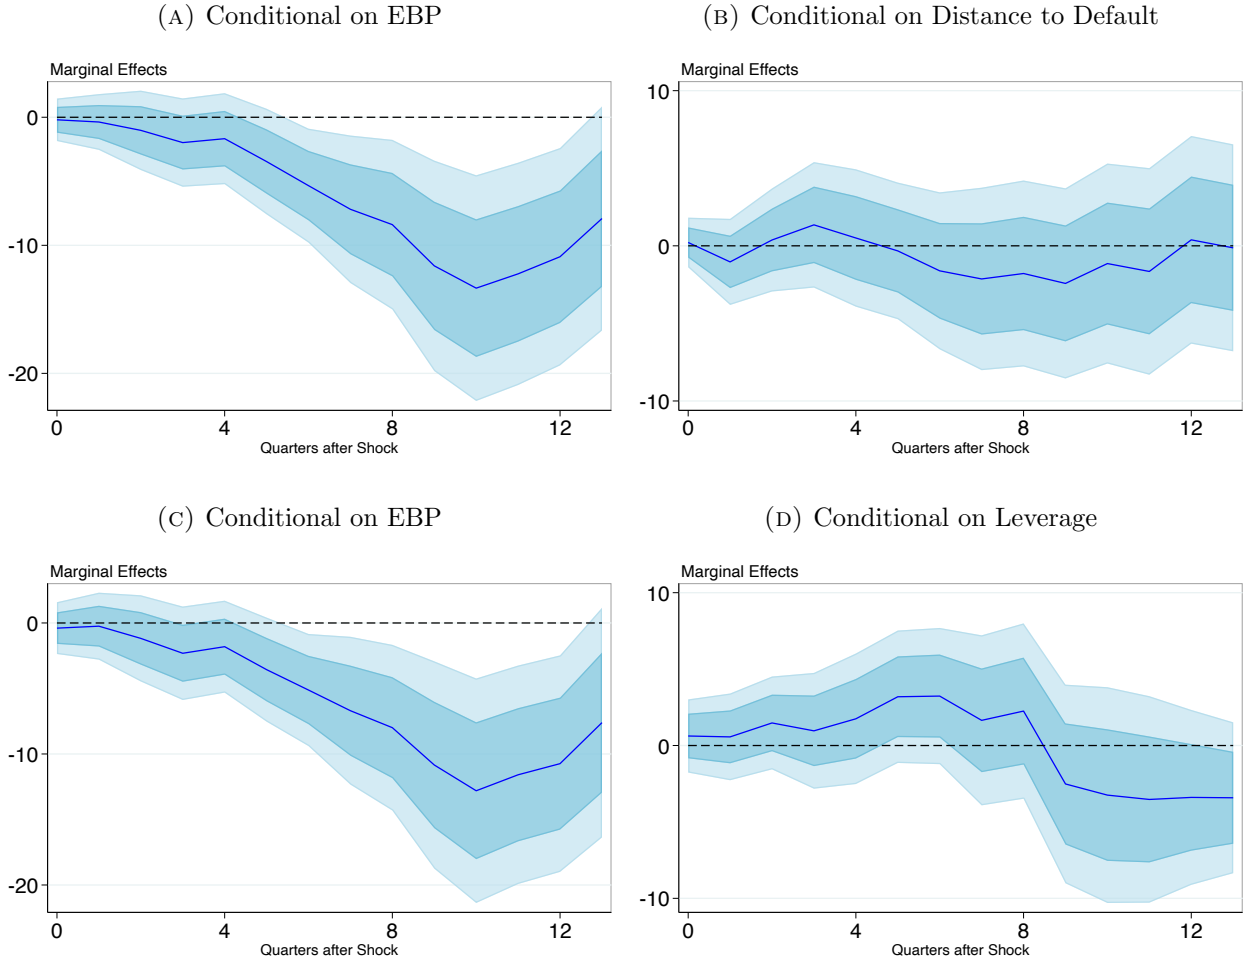 (A) Conditional on EBP
Marginal Effects
0
-10
-20
0 4 8 12
Quarters after Shock
(B) Conditional on Distance to Default
Marginal Effects
10
0
-10
0 4 8 12
Quarters after Shock
(C) Conditional on EBP
Marginal Effects
0
-10
-20
0 4 8 12
Quarters after Shock
(D) Conditional on Leverage
Marginal Effects
10
0
-10
0 4 8 12
Quarters after Shock